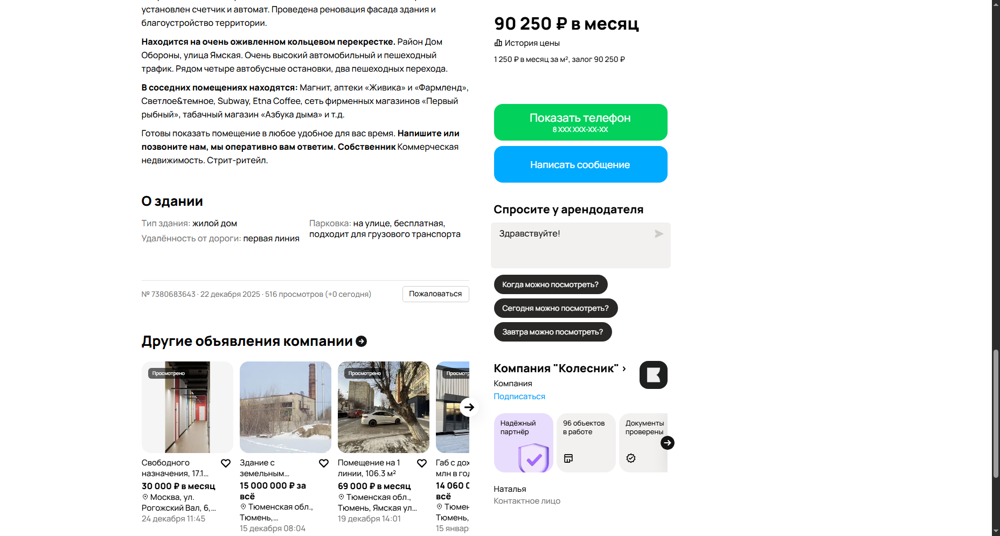 установлен счетчик и автомат. Проведена реновация фасада здания и
благоустройство территории.
Находится на очень оживленном кольцевом перекрестке. Район Дом
Обороны, улица Ямская. Очень высокий автомобильный и пешеходный
трафик. Рядом четыре автобусные остановки, два пешеходных перехода.
В соседних помещениях находятся: Магнит, аптеки «Живика» и «Фармленд»,
Светлое&темное, Subway, Etna Coffee, сеть фирменных магазинов «Первый
рыбный», табачный магазин «Азбука дыма» и т.д.
Готовы показать помещение в любое удобное для вас время. Напишите или
позвоните нам, мы оперативно вам ответим. Собственник Коммерческая
недвижимость. Стрит-ритейл.
О здании
Тип здания: жилой дом
Удалённость от дороги: первая линия
Парковка: на улице, бесплатная,
подходит для грузового транспорта
№ 7380683643 · 22 декабря 2025 · 516 просмотров (+0 сегодня)
Пожаловаться
Другие объявления компании
Просмотрено
Свободного
назначения, 17.1...
30 000 ₽ в месяц
Москва, ул.
Рогожский Вал, 6,...
24 декабря 11:45
Здание с
земельным...
15 000 000 ₽ за
всё
Тюменская обл.,
Тюмень,...
15 декабря 08:04
Просмотрено
Помещение на 1
линии, 106.3 м²
69 000 ₽ в месяц
Тюменская обл.,
Тюмень, Ямская ул...
19 декабря 14:01
Просмотр
Габ с дох
млн в год
14 060 0
всё
Тюмен
Тюмень,
15 январ
90 250 ₽ в месяц
История цены
1 250 ₽ в месяц за м², залог 90 250 ₽
Показать телефон
8 XXX XXX-XX-XX
Написать сообщение
Спросите у арендодателя
Здравствуйте!
Когда можно посмотреть?
Сегодня можно посмотреть?
Завтра можно посмотреть?
Компания "Колесник" ›
Компания
Подписаться
Надёжный
партнёр
96 объектов
в работе
Документы
проверены
Наталья
Контактное лицо